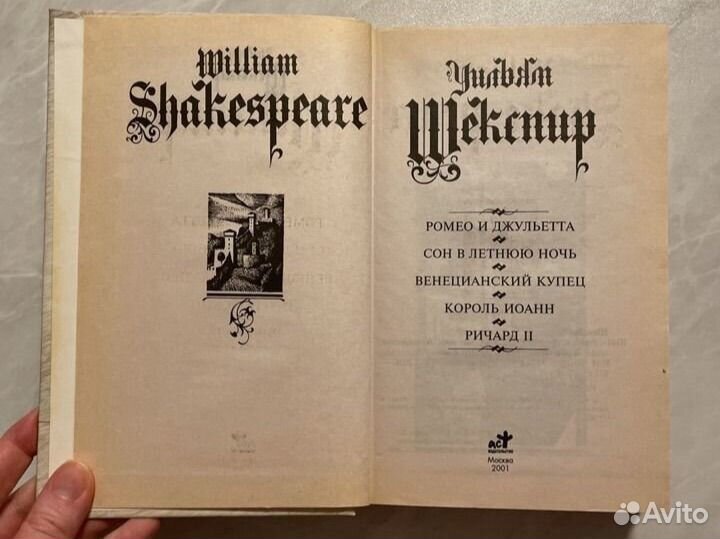 William
Shakespeare
Уильям
Шекспир
РОМЕО И ДЖУЛЬЕТТА
СОН В ЛЕТНЮЮ НОЧЬ
ВЕНЕЦИАНСКИЙ КУПЕЦ
КОРОЛЬ ИОАНН
РИЧАРД II
аст
издательство
Москва
2001
Avito